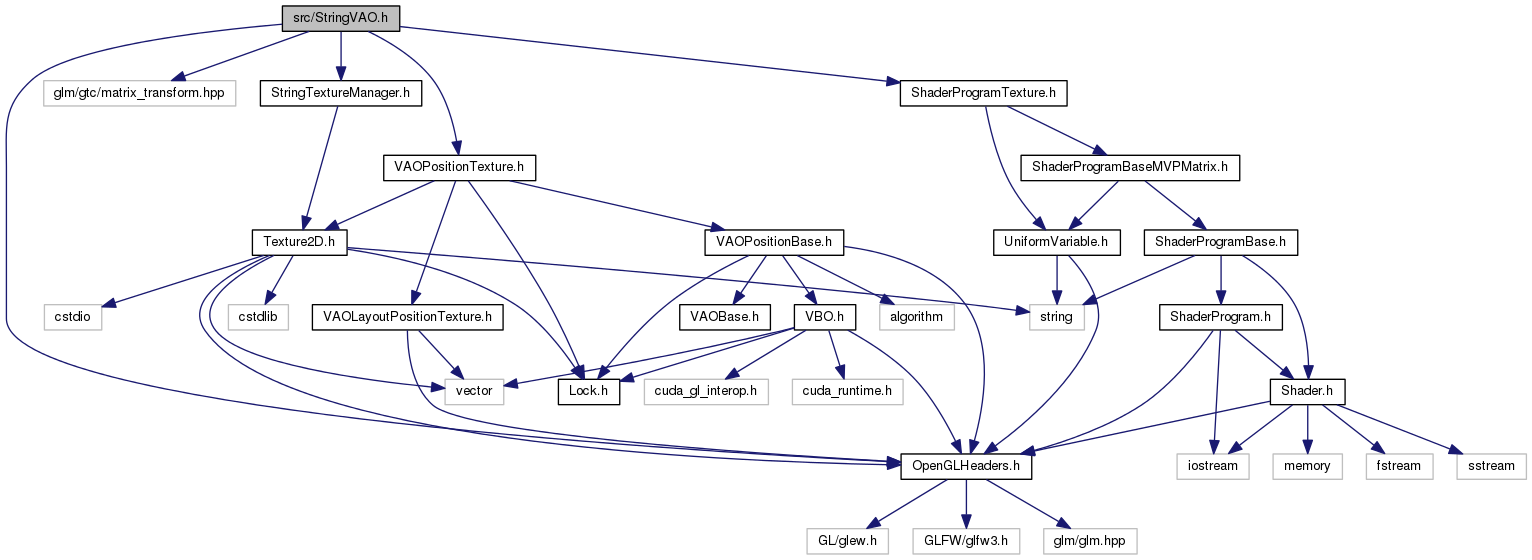 src/StringVAO.h
glm/gtc/matrix_transform.hpp
StringTextureManager.h
ShaderProgramTexture.h
VAOPositionTexture.h
ShaderProgramBaseMVPMatrix.h
Texture2D.h
VAOPositionBase.h
UniformVariable.h
ShaderProgramBase.h
cstdio
cstdlib
VAOLayoutPositionTexture.h
VAOBase.h
VBO.h
algorithm
string
ShaderProgram.h
vector
Lock.h
cuda_gl_interop.h
cuda_runtime.h
Shader.h
OpenGLHeaders.h
iostream
memory
fstream
sstream
GL/glew.h
GLFW/glfw3.h
glm/glm.hpp